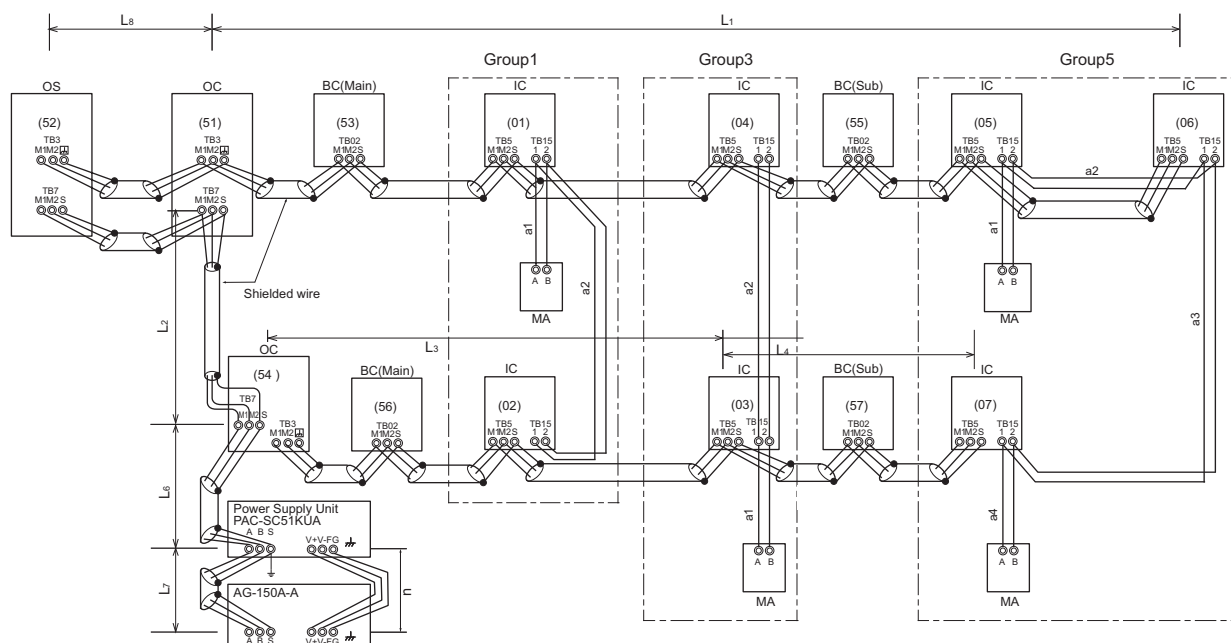 L8 L1
Group1 Group3 Group5
OS OC BC(Main) IC IC BC(Sub) IC IC
(52) (51) (53) (01) (04) (55) (05) (06)
TB3 TB3 TB02 TB5 TB15 TB5 TB15 TB02 TB5 TB15 TB5 TB15
M1M2 M1M2 M1M2S M1M2S 1 2 M1M2S 1 2 M1M2S M1M2S 1 2 M1M2S 1 2
TB7 TB7
M1M2S M1M2S
a2
a1 a2 a2 a1 a3
Shielded wire
A B
MA
A B
MA
L2
L3
L4
OC BC(Main) IC IC BC(Sub) IC
(54 ) (56) (02) (03) (57) (07)
TB7 TB02 TB5 TB15 TB5 TB15 TB02 TB5 TB15
M1M2S TB3 M1M2S M1M2S 1 2 M1M2S 1 2 M1M2S M1M2S 1 2
M1M2
L6
a1 a4
Power Supply Unit
PAC-SC51KUA
A B S V+V-FG
A B
MA
A B
MA
L7
n
AG-150A-A
A B S V+V-FG